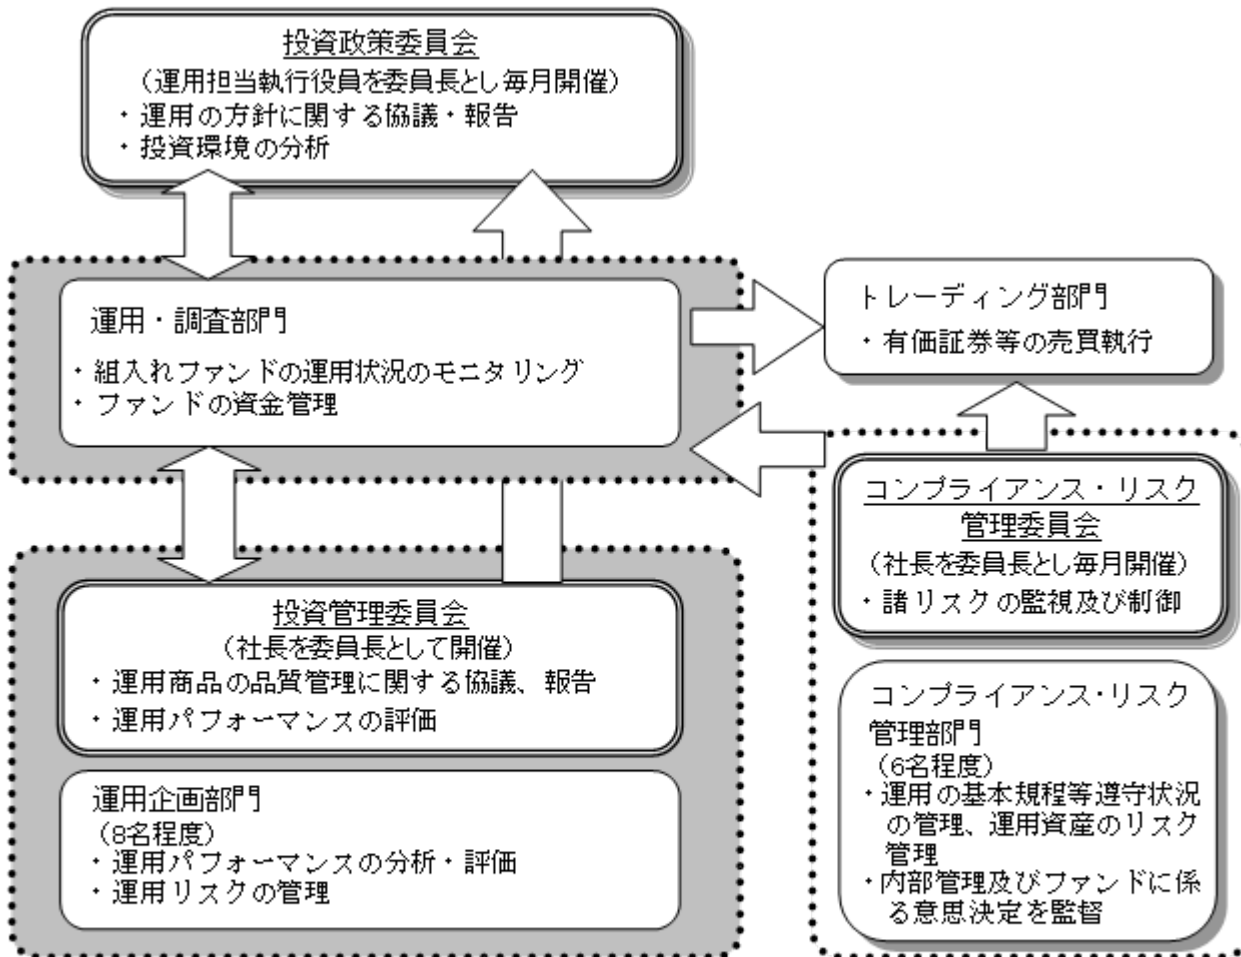 投資政策委員会
(運用担当執行役員を委員長とし毎月開催)
・運用の方針に関する協議・報告
・投資環境の分析
運用・調査部門
・組入れファンドの運用状況のモニタリング
・ファンドの資金管理
トレーディング部門
・有価証券等の売買執行
コンプライアンス・リスク
管理委員会
(社長を委員長とし毎月開催)
・諸リスクの監視及び制御
投資管理委員会
(社長を委員長として開催)
・運用商品の品質管理に関する協議、報告
・運用パフォーマンスの評価
運用企画部門
(8名程度)
・運用パフォーマンスの分析・評価
・運用リスクの管理
コンプライアンス・リスク
管理部門
(6名程度)
・運用の基本規程等遵守状況
の管理、運用資産のリスク
管理
・内部管理及びファンドに係
る意思決定を監督